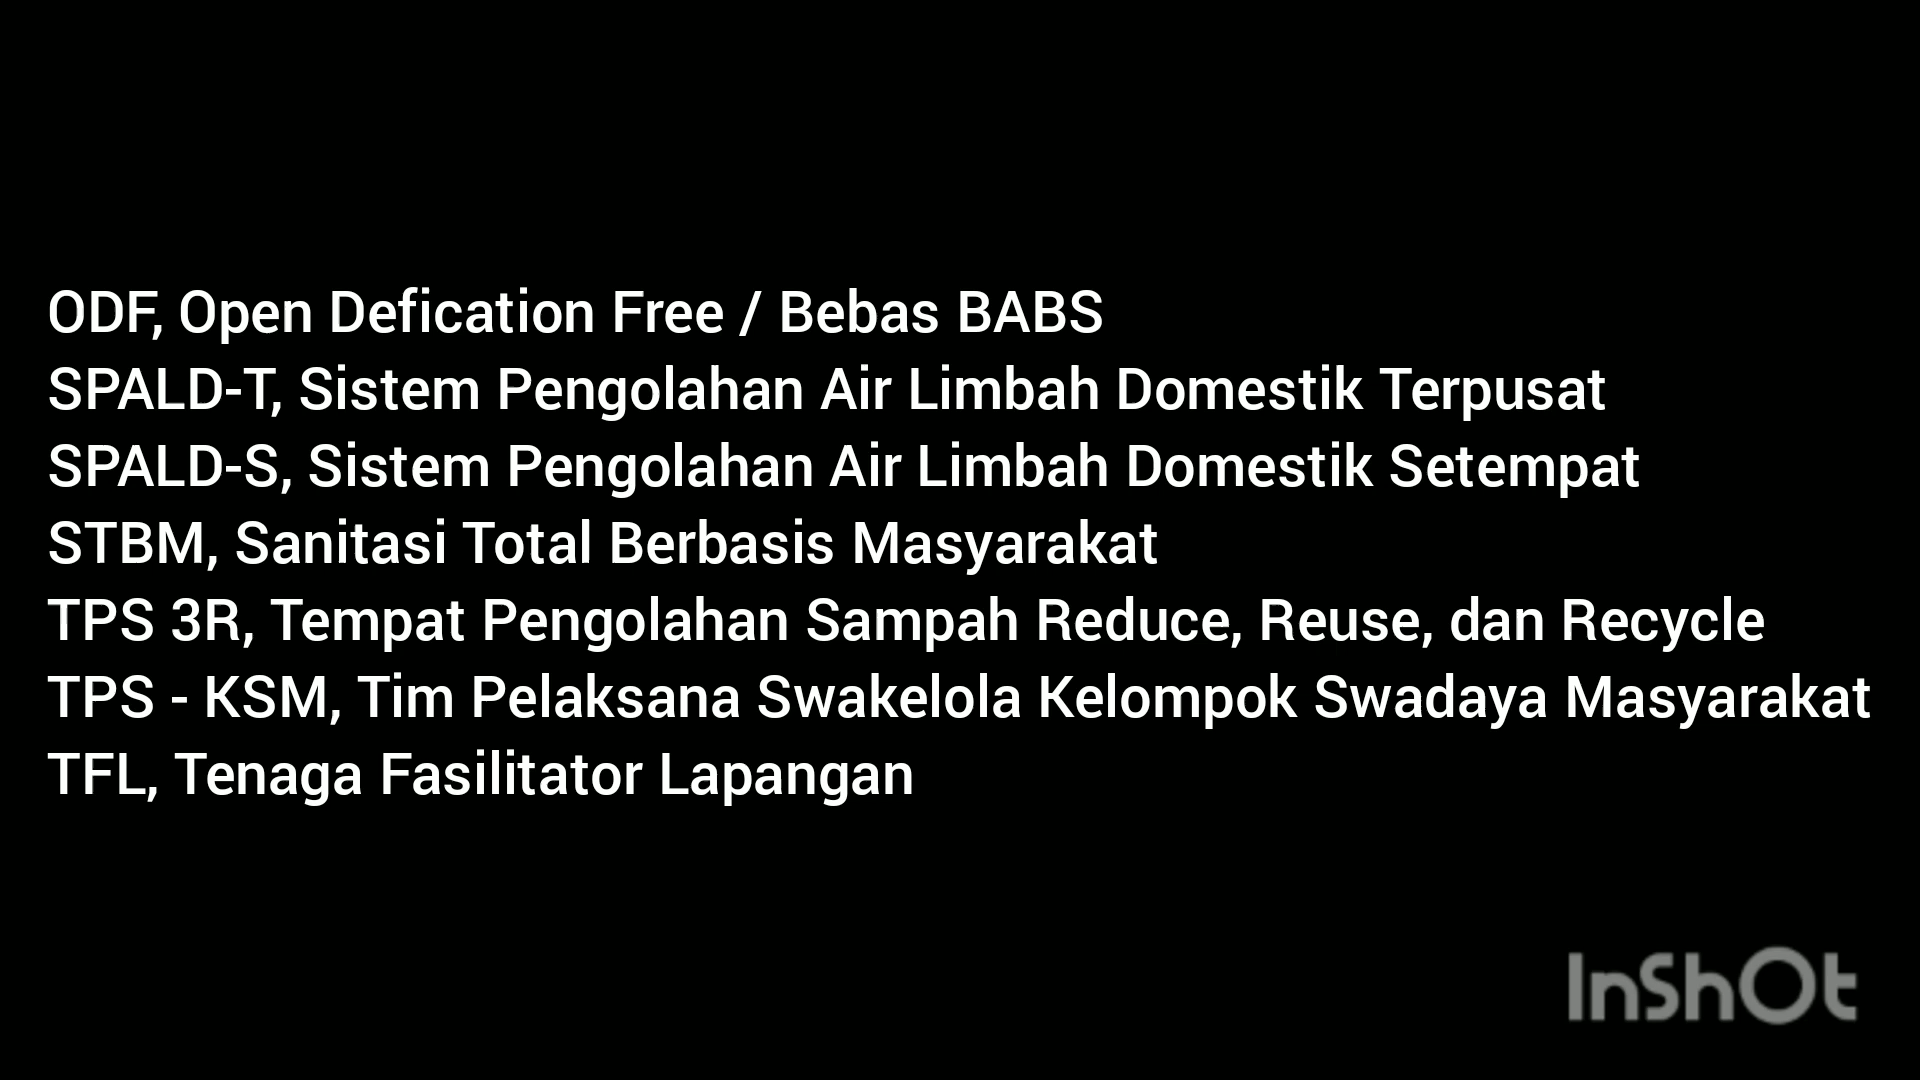 ODF, Open Defication Free / Bebas BABS
SPALD-T, Sistem Pengolahan Air Limbah Domestik Terpusat
SPALD-S, Sistem Pengolahan Air Limbah Domestik Setempat
STBM, Sanitasi Total Berbasis Masyarakat
TPS 3R, Tempat Pengolahan Sampah Reduce, Reuse, dan Recycle
TPS - KSM, Tim Pelaksana Swakelola Kelompok Swadaya Masyarakat
TFL, Tenaga Fasilitator Lapangan
InShOt